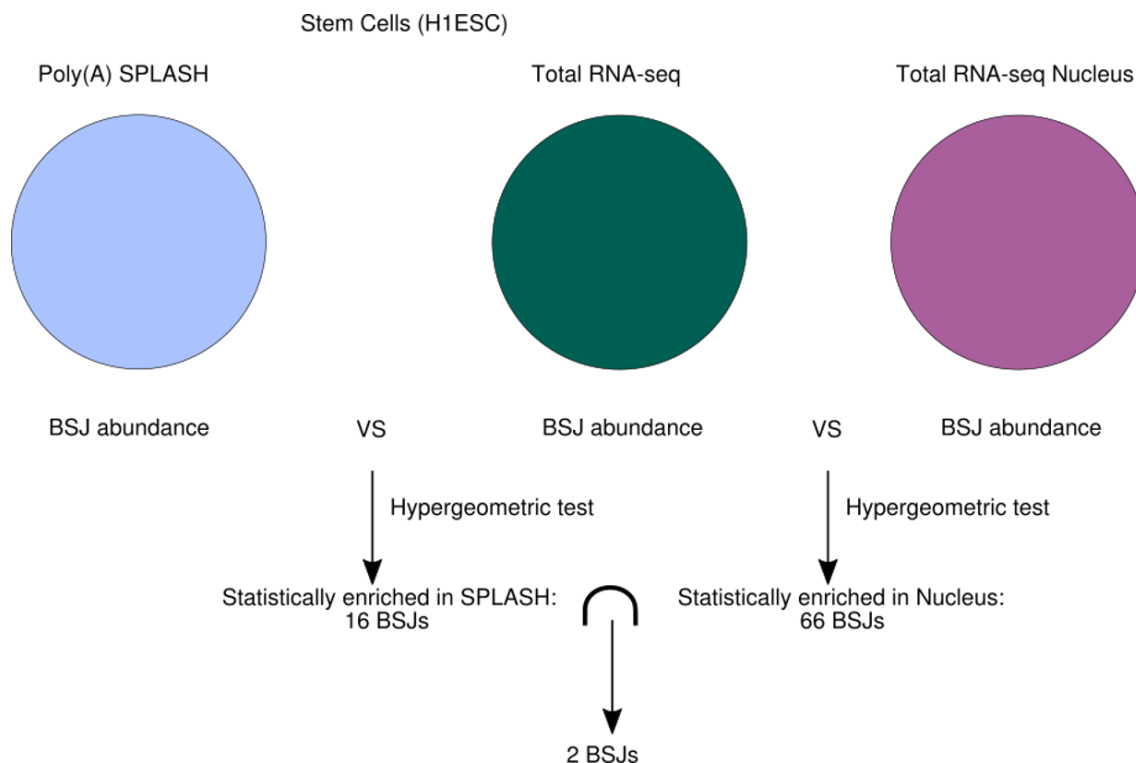 Stem Cells (H1ESC)
Poly(A) SPLASH
Total RNA-seq
Total RNA-seq Nucleus
BSJ abundance
VS
BSJ abundance
VS
BSJ abundance
Hypergeometric test
Hypergeometric test
Statistically enriched in SPLASH:
16 BSJs
Statistically enriched in Nucleus:
66 BSJs
2 BSJs